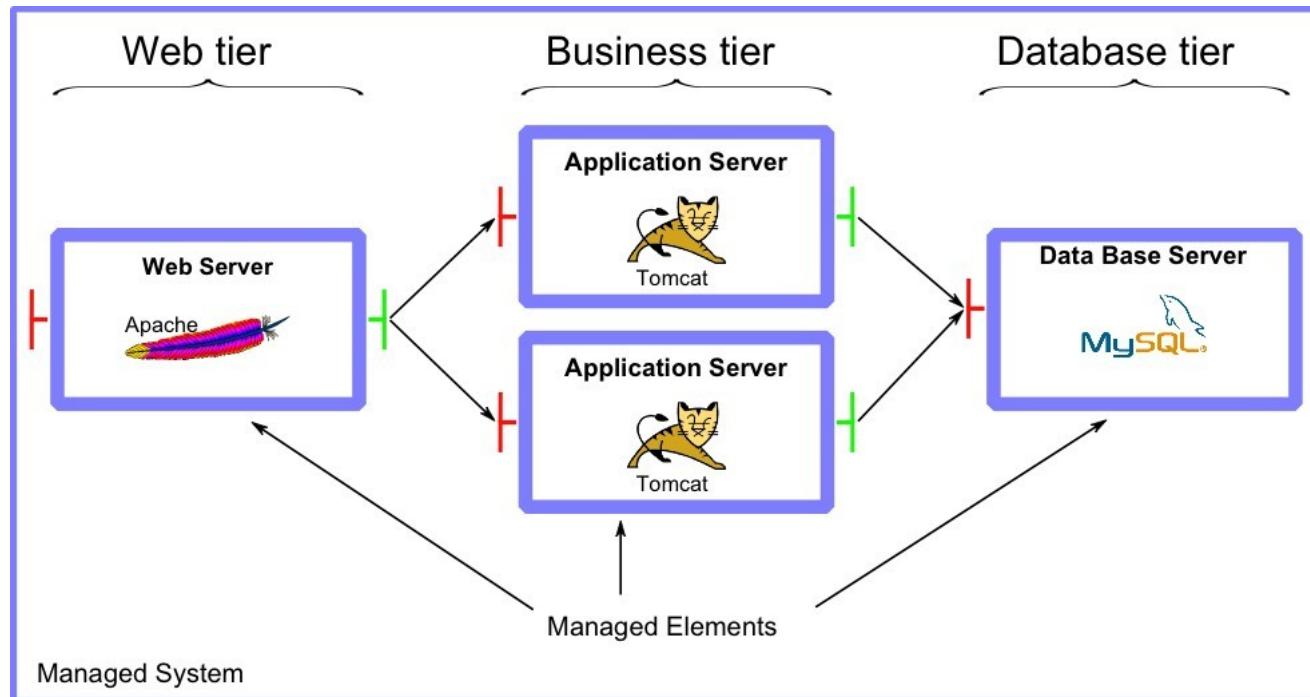 Web tier
Business tier
Database tier
Application Server
Tomcat
Web Server
Apache
Data Base Server
MySQL
Application Server
Tomcat
Managed Elements
Managed System